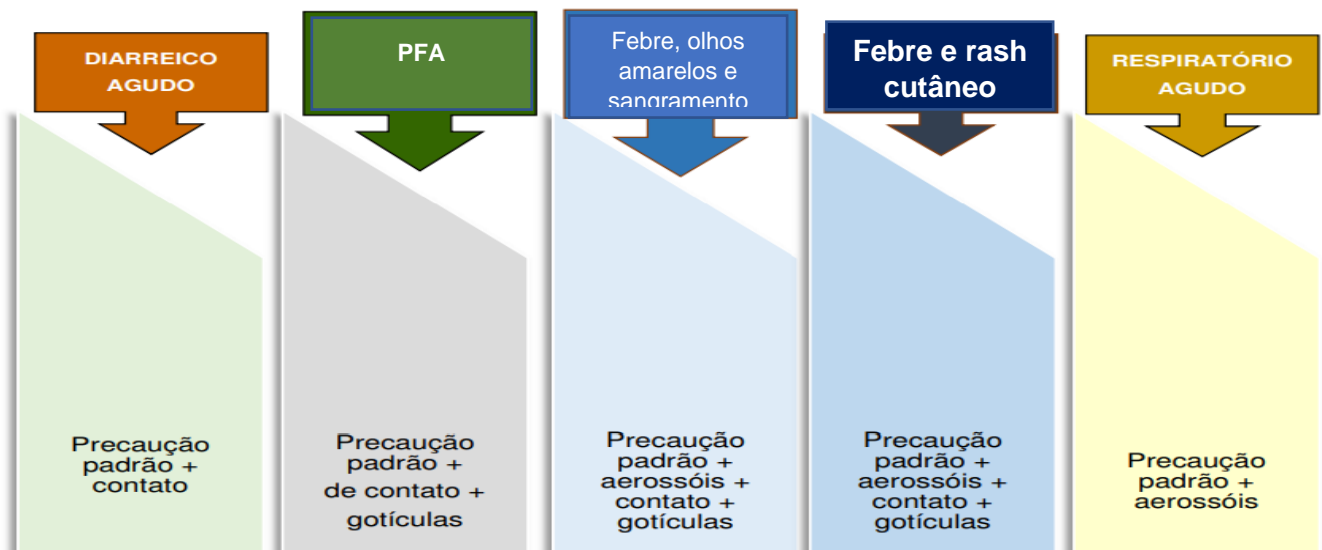 DIARREICO
AGUDO
PFA
Febre, olhos
amarelos e
sangramento
Febre e rash
cutâneo
RESPIRATÓRIO
AGUDO
Precaução
padrão +
contato
Precaução
padrão +
de contato +
gotículas
Precaução
padrão +
aerossóis +
contato +
gotículas
Precaução
padrão +
aerossóis +
contato +
gotículas
Precaução
padrão +
aerossóis